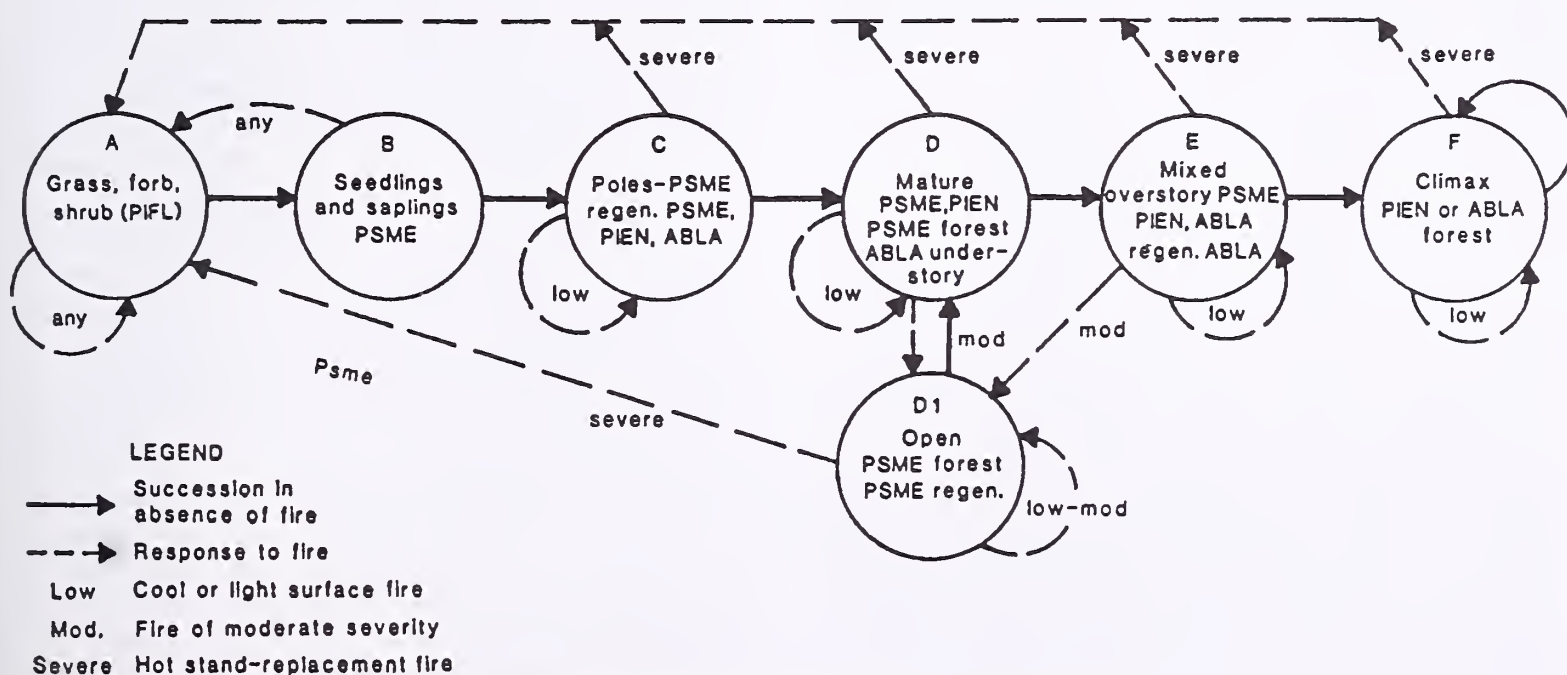 severe
severe
severe
severe
any
A
Grass, forb,
shrub (PIFL)
any
B
Seedlings
and saplings
PSME
C
Poles-PSME
regen. PSME,
PIEN, ABLA
low
D
Mature
PSME,PIEN
PSME forest
ABLA under-
story
low
E
Mixed
overstory PSME
PIEN, ABLA
regen. ABLA
low
F
Climax
PIEN or ABLA
forest
low
mod
mod
Psme
severe
D1
Open
PSME forest
PSME regen.
low-mod
LEGEND
Succession in
absence of fire
Response to fire
Low Cool or light surface fire
Mod. Fire of moderate severity
Severe Hot stand-replacement fire